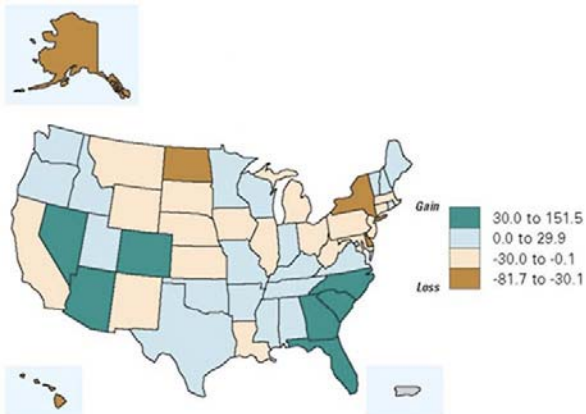 Gain
30.0 to 151.5
0.0 to 29.9
-30.0 to -0.1
Loss
-81.7 to -30.1